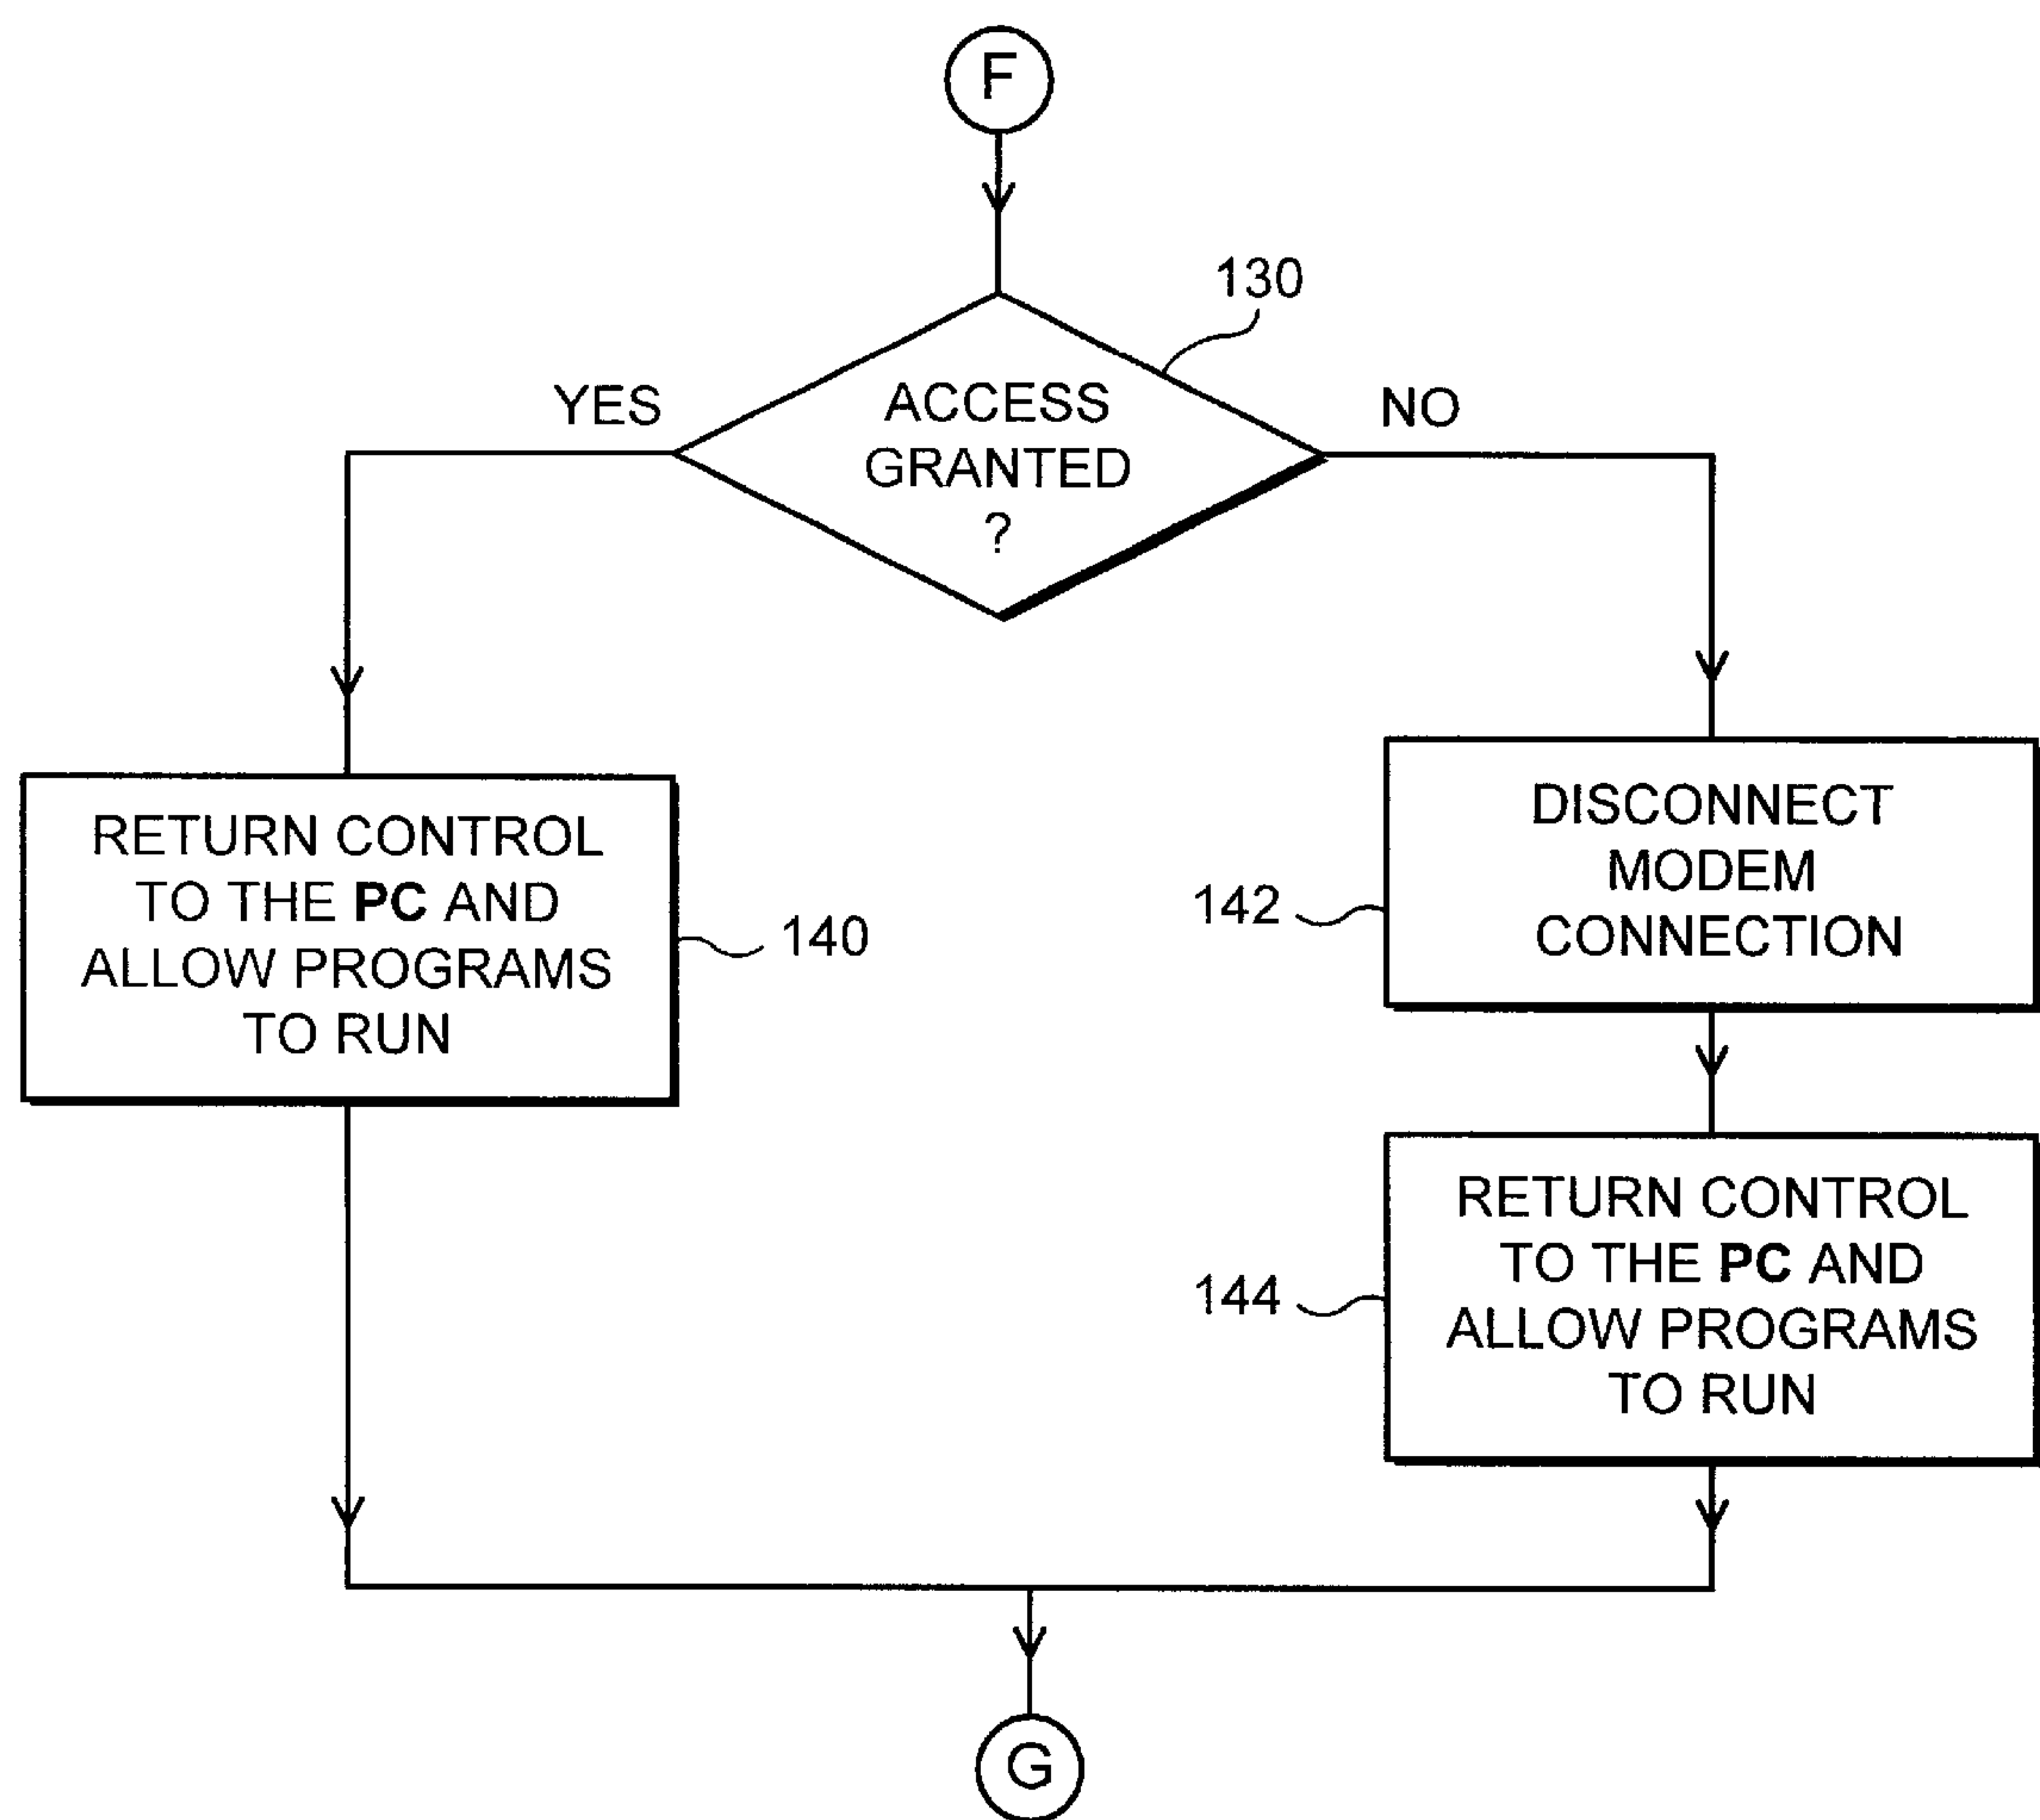 F
130
YES
ACCESS
GRANTED
?
NO
RETURN CONTROL
TO THE PC AND
ALLOW PROGRAMS
TO RUN
140
DISCONNECT
MODEM
CONNECTION
142
RETURN CONTROL
TO THE PC AND
ALLOW PROGRAMS
TO RUN
144
G